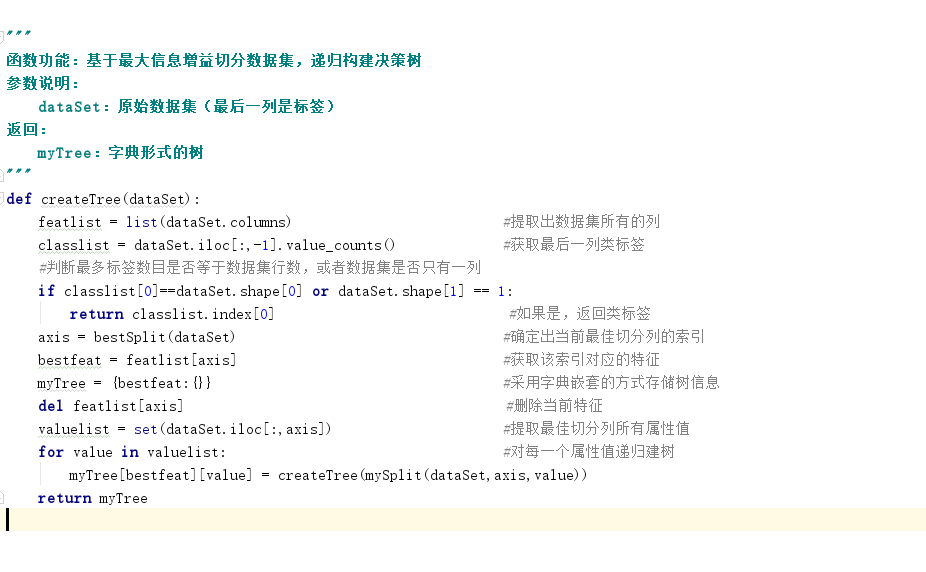 """
函数功能：基于最大信息增益切分数据集，递归构建决策树
参数说明：
    dataSet：原始数据集（最后一列是标签）
返回：
    myTree：字典形式的树
"""
def createTree(dataSet):
    featlist = list(dataSet.columns)                          #提取出数据集所有的列
    classlist = dataSet.iloc[:,-1].value_counts()             #获取最后一列类标签
    #判断最多标签数目是否等于数据集行数，或者数据集是否只有一列
    if classlist[0]==dataSet.shape[0] or dataSet.shape[1] == 1:
        return classlist.index[0]                              #如果是，返回类标签
    axis = bestSplit(dataSet)                                 #确定出当前最佳切分列的索引
    bestfeat = featlist[axis]                                 #获取该索引对应的特征
    myTree = {bestfeat:{}}                                    #采用字典嵌套的方式存储树信息
    del featlist[axis]                                        #删除当前特征
    valuelist = set(dataSet.iloc[:,axis])                     #提取最佳切分列所有属性值
    for value in valuelist:                                   #对每一个属性值递归建树
        myTree[bestfeat][value] = createTree(mySplit(dataSet,axis,value))
    return myTree